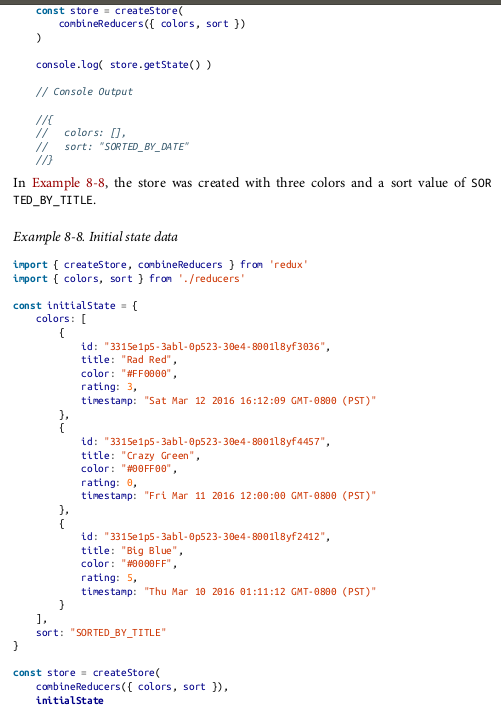 const store = createStore(
        combineReducers({ colors, sort })
    )

    console.log( store.getState() )

    // Console Output

    //{
    //   colors: [],
    //   sort: "SORTED_BY_DATE"
    //}
In Example 8-8, the store was created with three colors and a sort value of SOR
TED_BY_TITLE.

Example 8-8. Initial state data

import { createStore, combineReducers } from 'redux'
import { colors, sort } from './reducers'

const initialState = {
    colors: [
        {
            id: "3315e1p5-3abl-0p523-30e4-8001l8yf3036",
            title: "Rad Red",
            color: "#FF0000",
            rating: 3,
            timestamp: "Sat Mar 12 2016 16:12:09 GMT-0800 (PST)"
        },
        {
            id: "3315e1p5-3abl-0p523-30e4-8001l8yf4457",
            title: "Crazy Green",
            color: "#00FF00",
            rating: 0,
            timestamp: "Fri Mar 11 2016 12:00:00 GMT-0800 (PST)"
        },
        {
            id: "3315e1p5-3abl-0p523-30e4-8001l8yf2412",
            title: "Big Blue",
            color: "#0000FF",
            rating: 5,
            timestamp: "Thu Mar 10 2016 01:11:12 GMT-0800 (PST)"
        }
    ],
    sort: "SORTED_BY_TITLE"
}

const store = createStore(
    combineReducers({ colors, sort }),
    initialState